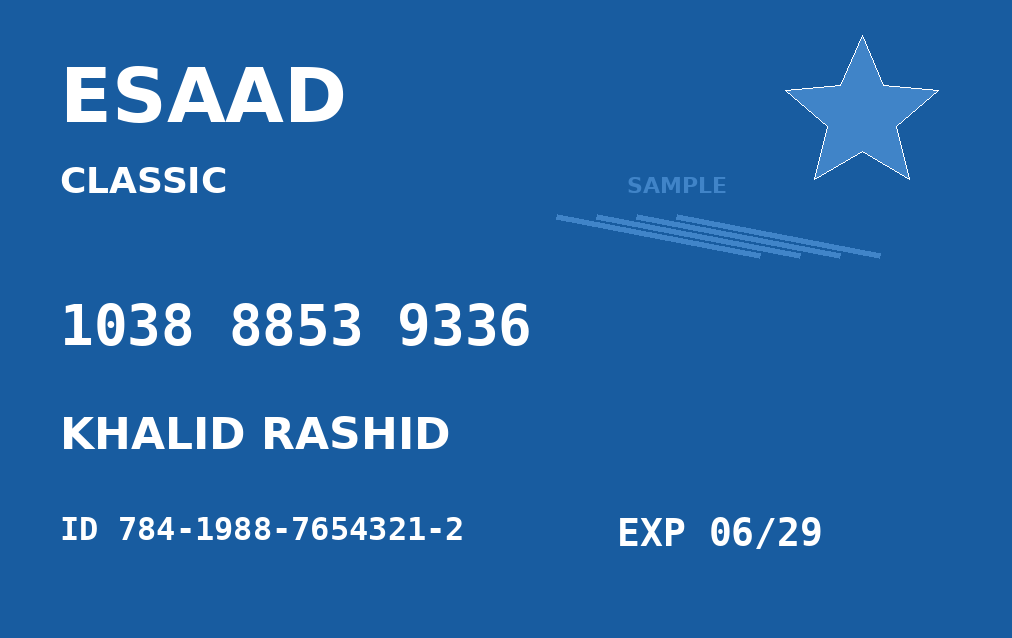 ESAAD
CLASSIC
SAMPLE
1038 8853 9336
KHALID RASHID
ID 784-1988-7654321-2
EXP 06/29